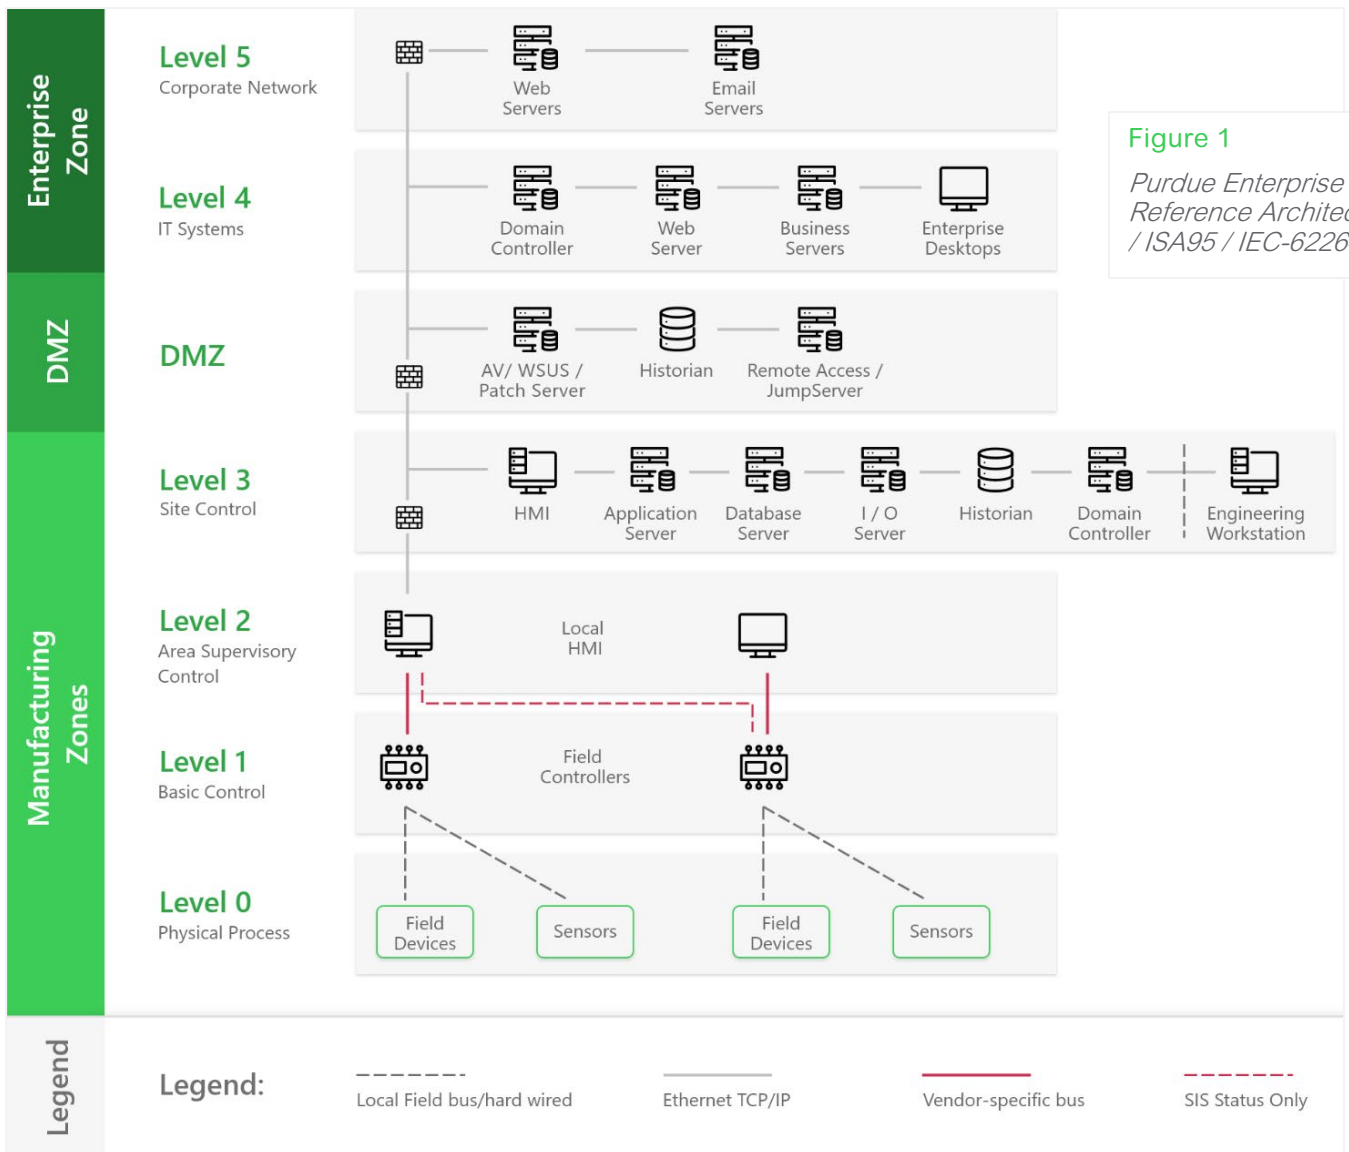 Enterprise
Zone
DMZ
Manufacturing
Zones
Legend
Level 5
Corporate Network
Web
Servers
Email
Servers
Figure 1
Purdue Enterprise
Reference Architec
/ ISA95 / IEC-6226
Level 4
IT Systems
Domain
Controller
Web
Server
Business
Servers
Enterprise
Desktops
DMZ
AV/ WSUS /
Patch Server
Historian
Remote Access /
JumpServer
Level 3
Site Control
HMI
Application
Server
Database
Server
I / O
Server
Historian
Domain
Controller
Engineering
Workstation
Level 2
Area Supervisory
Control
Local
HMI
Level 1
Basic Control
Field
Controllers
Level 0
Physical Process
Field
Devices
Sensors
Field
Devices
Sensors
Legend:
Local Field bus/hard wired
Ethernet TCP/IP
Vendor-specific bus
SIS Status Only